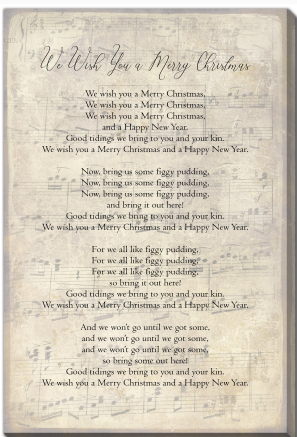 We Wish You a Merry Christmas
We wish you a Merry Christmas,
We wish you a Merry Christmas,
We wish you a Merry Christmas,
and a Happy New Year.
Good tidings we bring to you and your kin.
We wish you a Merry Christmas and a Happy New Year.
Now, bring us some figgy pudding,
Now, bring us some figgy pudding,
Now, bring us some figgy pudding,
and bring it out here!
Good tidings we bring to you and your kin.
We wish you a Merry Christmas and a Happy New Year.
For we all like figgy pudding,
For we all like figgy pudding,
For we all like figgy pudding,
so bring it out here!
Good tidings we bring to you and your kin.
We wish you a Merry Christmas and a Happy New Year.
And we won't go until we got some,
and we won't go until we got some,
and we won't go until we got some,
so bring some out here!
Good tidings we bring to you and your kin.
We wish you a Merry Christmas and a Happy New Year.